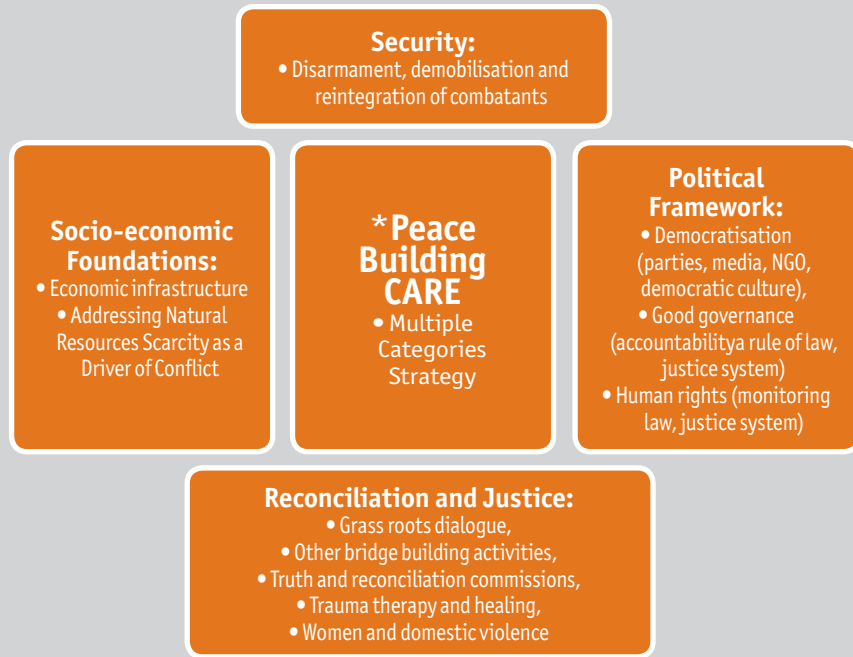 Security:
• Disarmament, demobilisation and
reintegration of combatants
Socio-economic
Foundations:
• Economic infrastructure
• Addressing Natural
Resources Scarcity as a
Driver of Conflict
*Peace
Building
CARE
• Multiple
Categories
Strategy
Political
Framework:
• Democratisation
(parties, media, NGO,
democratic culture),
• Good governance
(accountabilitya rule of law,
justice system)
• Human rights (monitoring
law, justice system)
Reconciliation and Justice:
• Grass roots dialogue,
• Other bridge building activities,
• Truth and reconciliation commissions,
• Trauma therapy and healing,
• Women and domestic violence